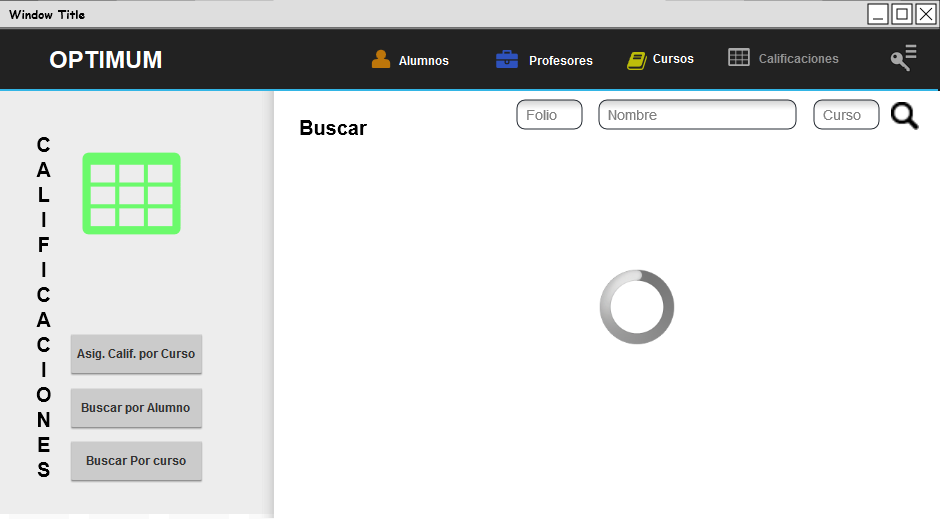 Window Title
OPTIMUM
Alumnos
Profesores
Cursos
Calificaciones
CALIFICACIONES
Buscar
Folio
Nombre
Curso
Asig. Calif. por Curso
Buscar por Alumno
Buscar Por curso